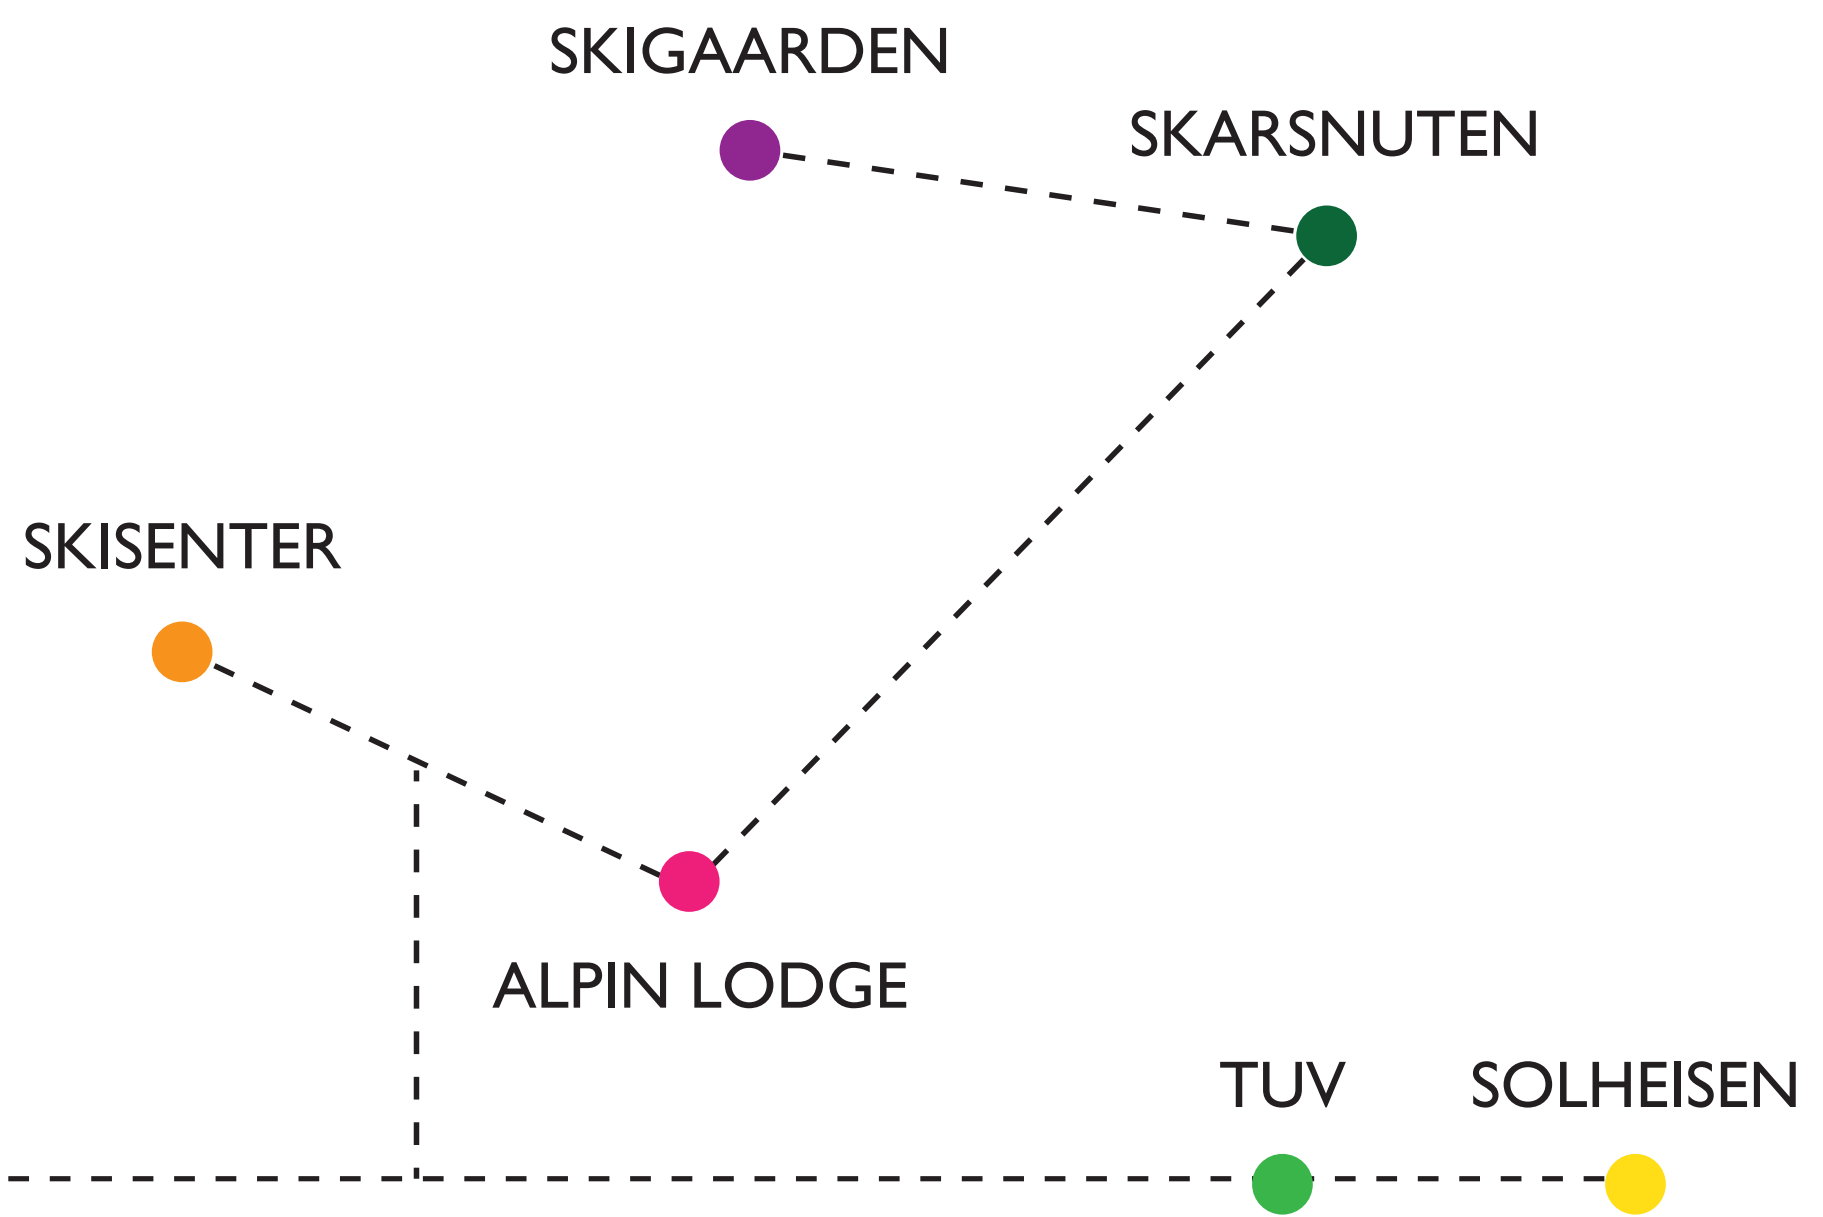 SKIGAARDEN
SKARSNUTEN
SKISENTER
ALPIN LODGE
TUV
SOLHEISEN